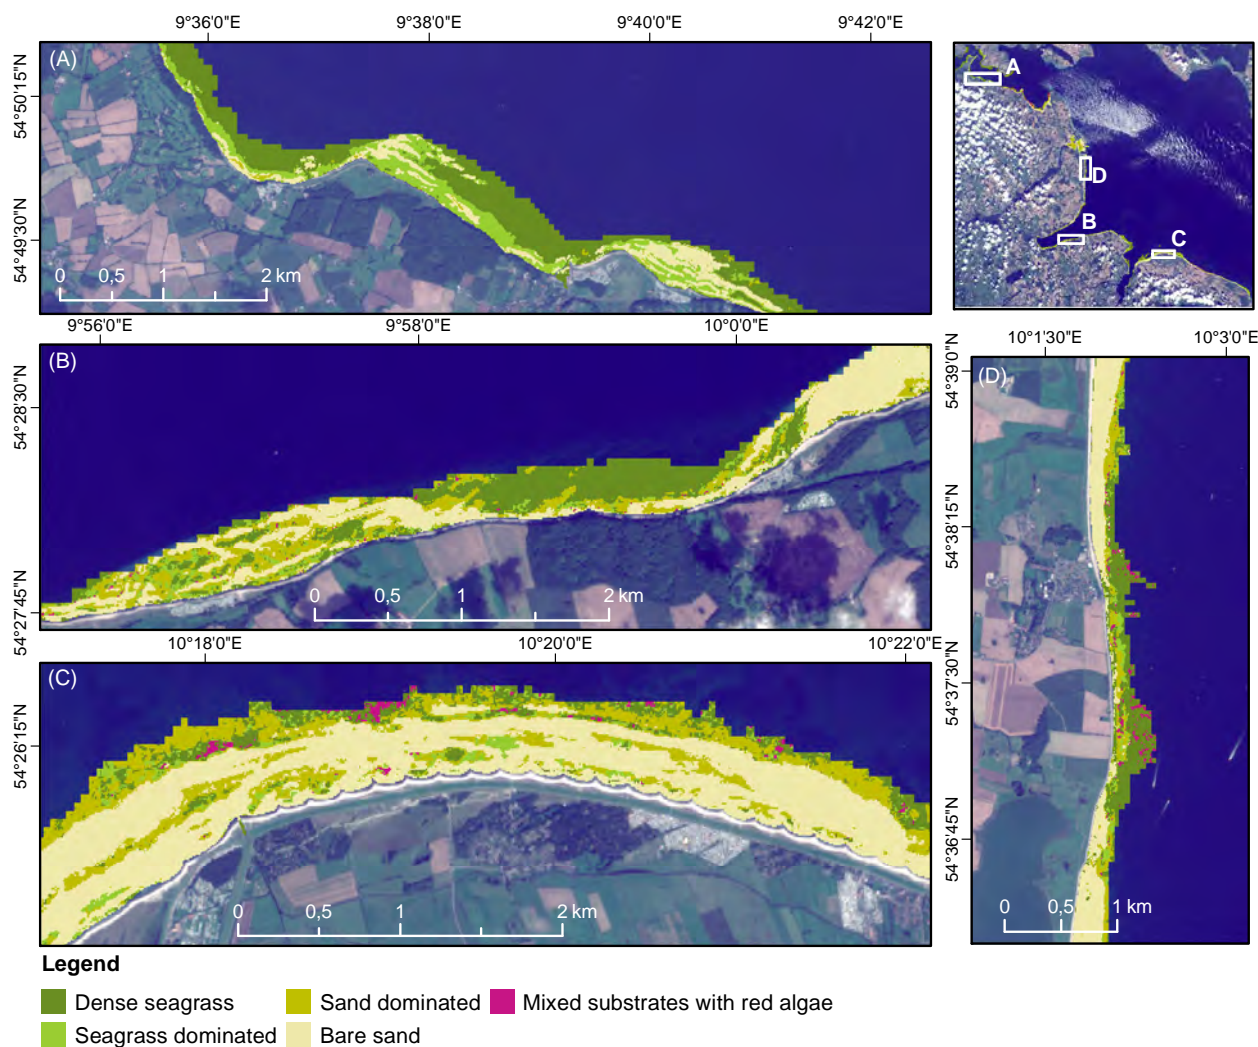 9°36'0"E 9°38'0"E 9°40'0"E 9°42'0"E
(A)
54°50'15"N
54°49'30"N
0 0,5 1 2 km
A
D
B
C
9°56'0"E 9°58'0"E 10°0'0"E
(B)
54°28'30"N
54°27'45"N
0 0,5 1 2 km
10°18'0"E 10°20'0"E 10°22'0"E
(C)
54°26'15"N
0 0,5 1 2 km
10°1'30"E 10°3'0"E
(D)
54°39'0"N
54°38'15"N
54°37'30"N
54°36'45"N
0 0,5 1 km
Legend
Dense seagrass Sand dominated Mixed substrates with red algae
Seagrass dominated Bare sand